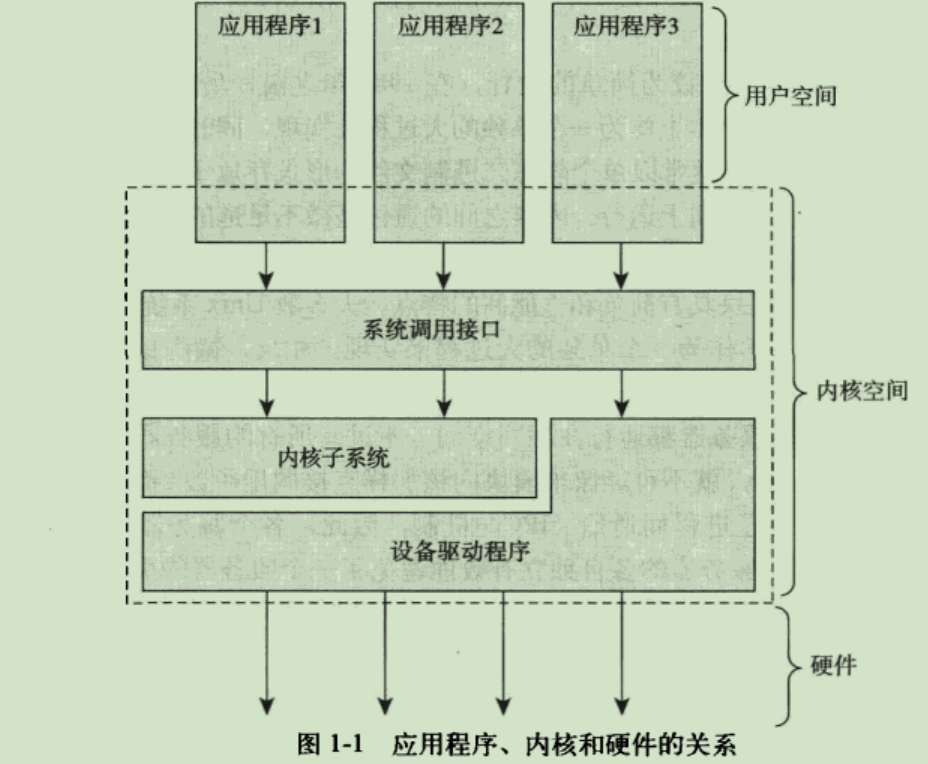 应用程序1
应用程序2
应用程序3
用户空间
系统调用接口
内核空间
内核子系统
设备驱动程序
硬件
图 1-1 应用程序、内核和硬件的关系